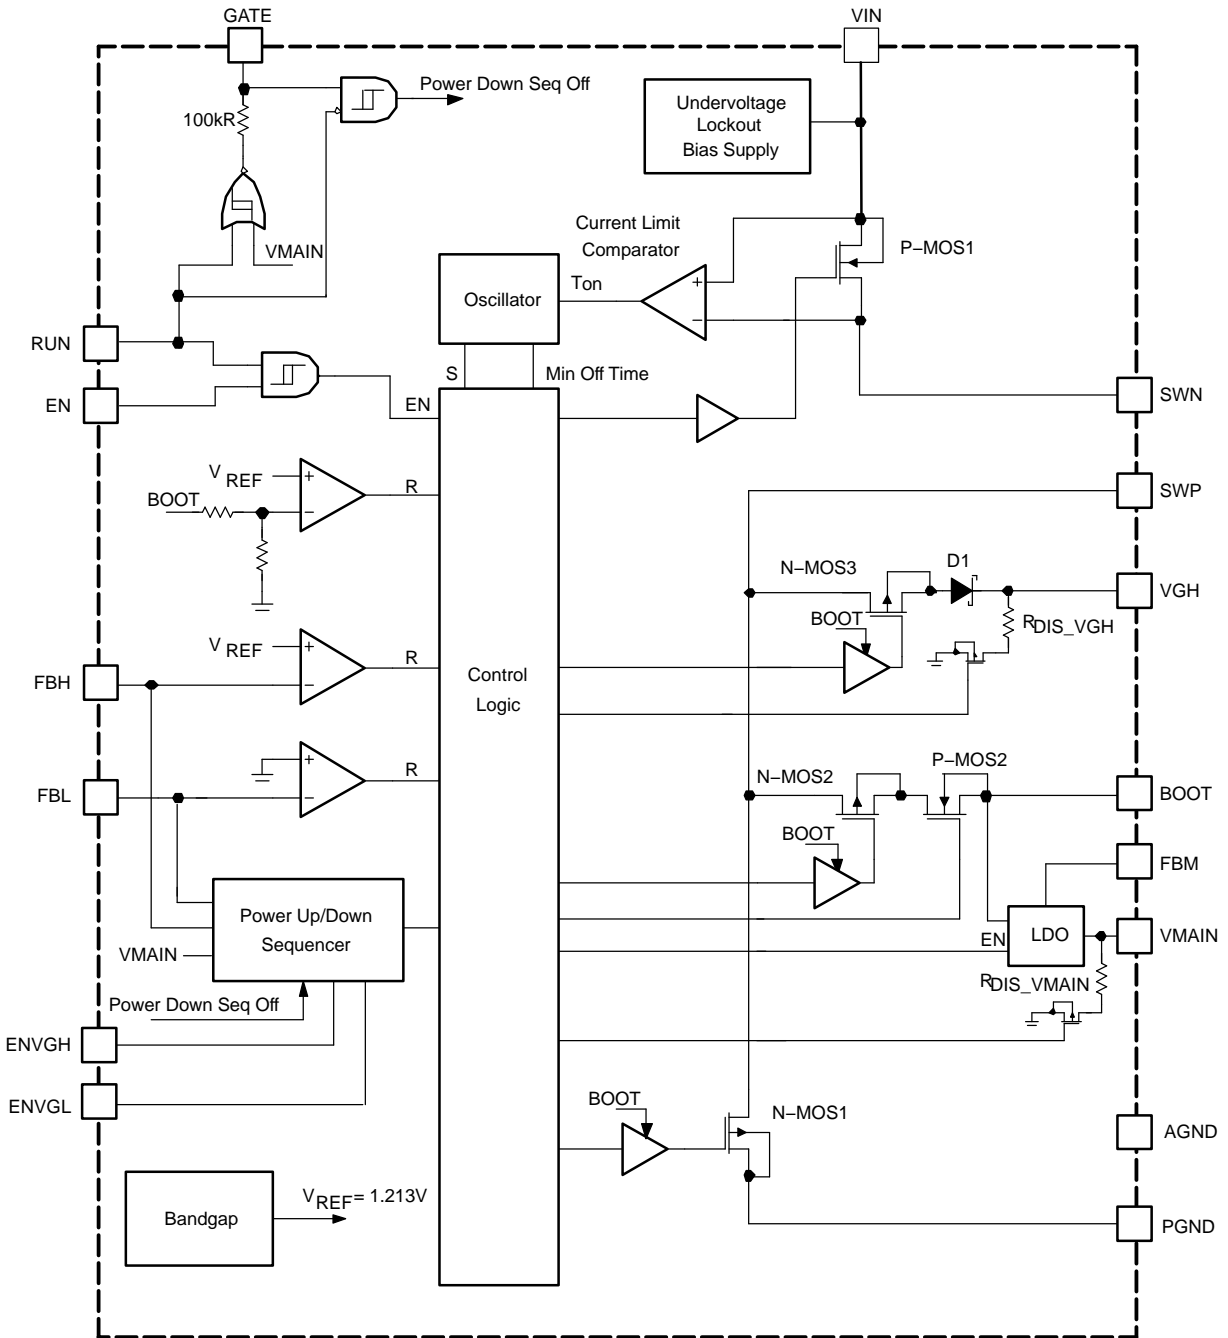 GATE
VIN
Power Down Seq Off
100kR
Undervoltage
Lockout
Bias Supply
VMAIN
Current Limit
Comparator
P–MOS1
Ton
Oscillator
RUN
S
Min Off Time
EN
EN
SWN
V REF
R
BOOT
SWP
N–MOS3
D1
VGH
BOOT
RDIS_VGH
V REF
R
FBH
Control
Logic
R
FBL
N–MOS2
P–MOS2
BOOT
BOOT
FBM
Power Up/Down
Sequencer
VMAIN
EN
LDO
VMAIN
RDIS_VMAIN
Power Down Seq Off
ENVGH
ENVGL
BOOT
N–MOS1
AGND
Bandgap
VREF= 1.213V
PGND